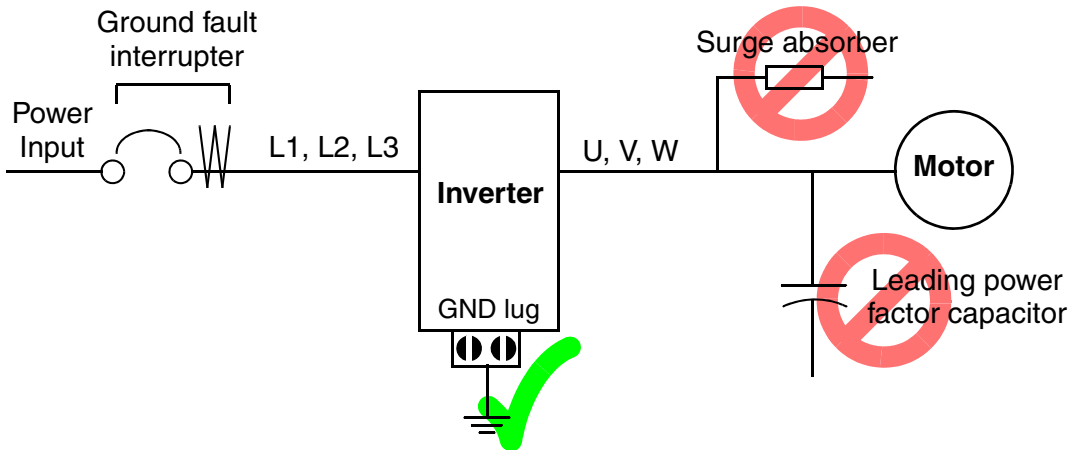 Ground fault
interrupter
Surge absorber
Power
Input
L1, L2, L3
U, V, W
Motor
Inverter
Leading power
factor capacitor
GND lug